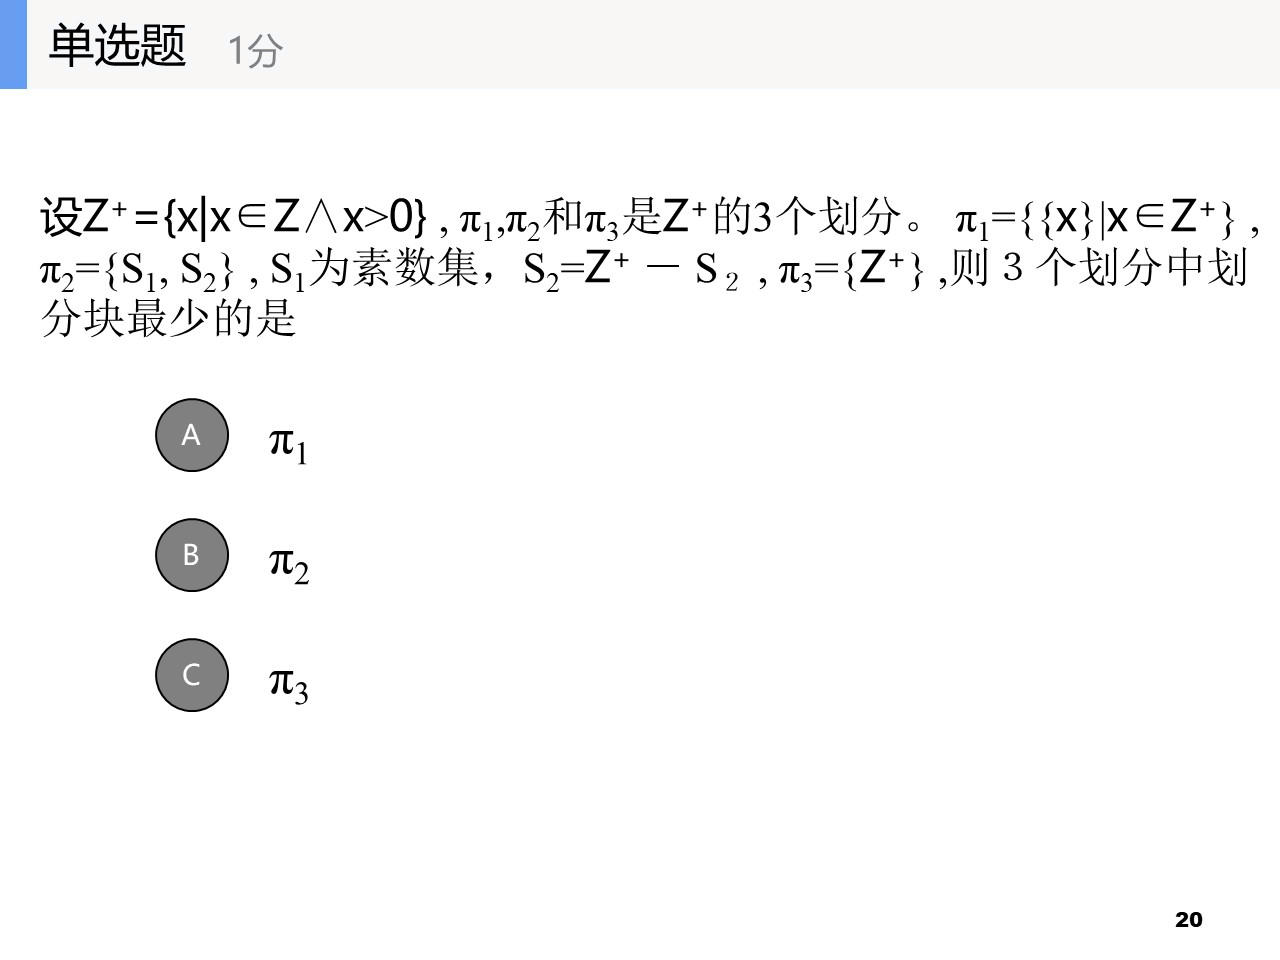 单选题 1分
设Z⁺={x|x∈Z∧x>0} , π₁,π₂和π₃是Z⁺的3个划分。 π₁={{x}|x∈Z⁺} ,
π₂={S₁, S₂} , S₁为素数集，S₂=Z⁺ － S２ , π₃={Z⁺} ,则３个划分中划
分块最少的是
A π₁
B π₂
C π₃
20